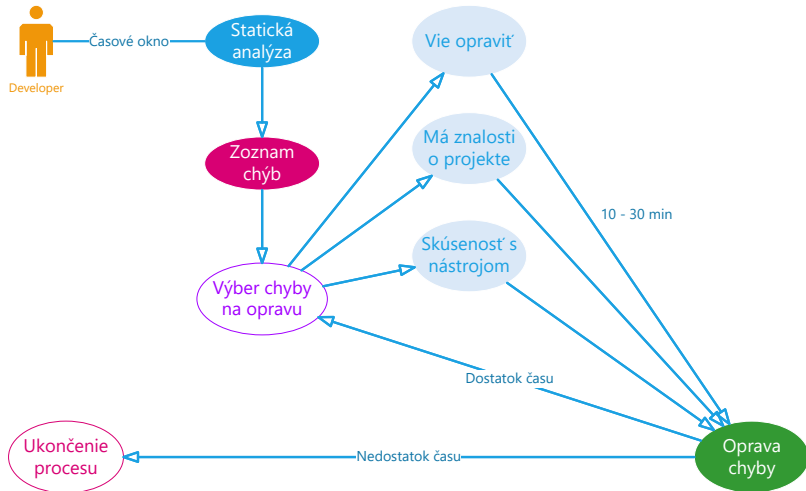 Developer
Časové okno
Statická
analýza
Vie opraviť
Zoznam
chýb
Má znalosti
o projekte
10 - 30 min
Skúsenosť s
nástrojom
Výber chyby
na opravu
Dostatok času
Ukončenie
procesu
Nedostatok času
Oprava
chyby